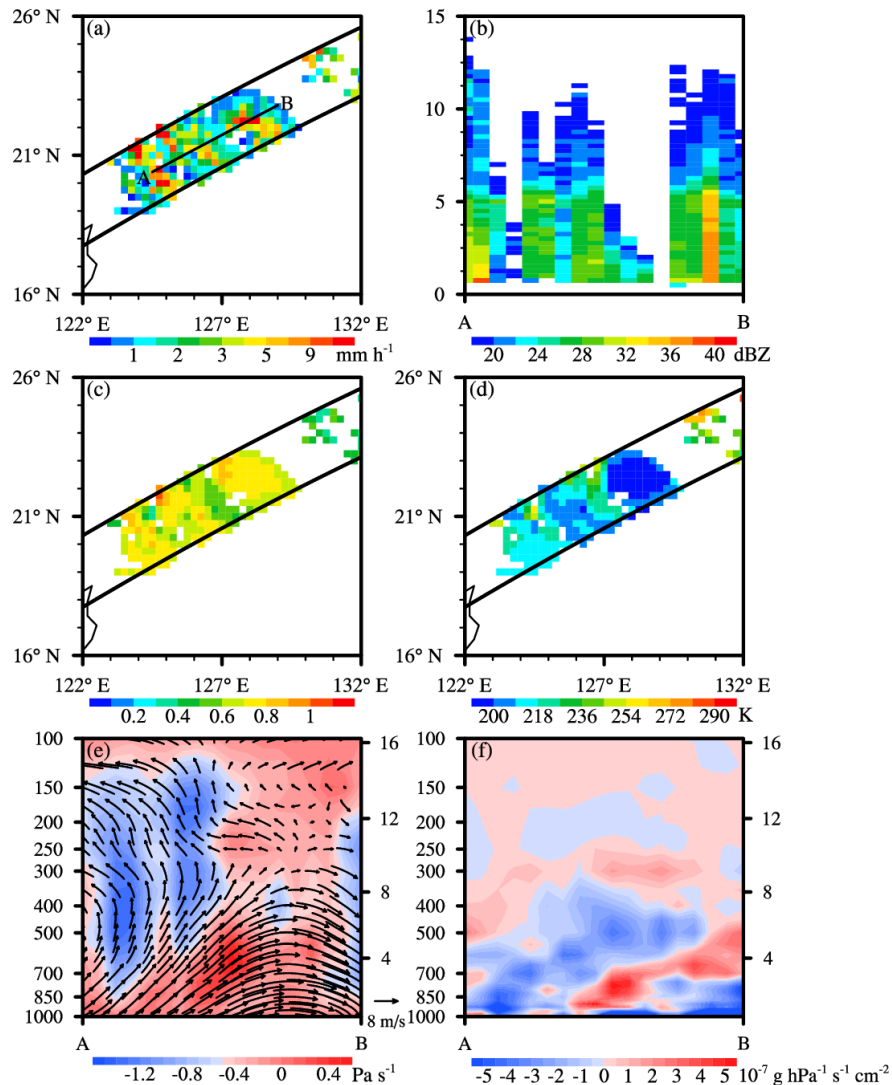 (a)
26° N
21° N
16° N
A
B
122° E 127° E 132° E
1 2 3 5 9 mm h⁻¹
(b)
15
10
5
0
A B
20 24 28 32 36 40 dBZ
(c)
26° N
21° N
16° N
122° E 127° E 132° E
0.2 0.4 0.6 0.8 1
(d)
26° N
21° N
16° N
122° E 127° E 132° E
200 218 236 254 272 290 K
(e)
100
150
200
250
300
400
500
700
850
1000
16
12
8
4
8 m/s
A B
-1.2 -0.8 -0.4 0 0.4 Pa s⁻¹
(f)
100
150
200
250
300
400
500
700
850
1000
16
12
8
4
A B
-5 -4 -3 -2 -1 0 1 2 3 4 5 10⁻⁷ g hPa⁻¹ s⁻¹ cm⁻²